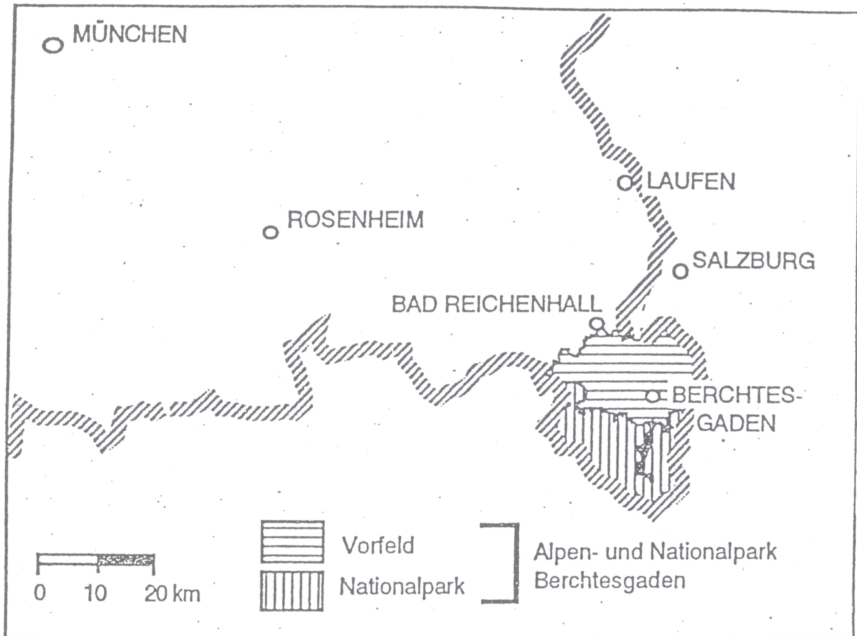 MÜNCHEN
LAUFEN
ROSENHEIM
SALZBURG
BAD REICHENHALL
BERCHTES-
GADEN
Vorfeld
Nationalpark
Alpen- und Nationalpark
Berchtesgaden
0 10 20 km